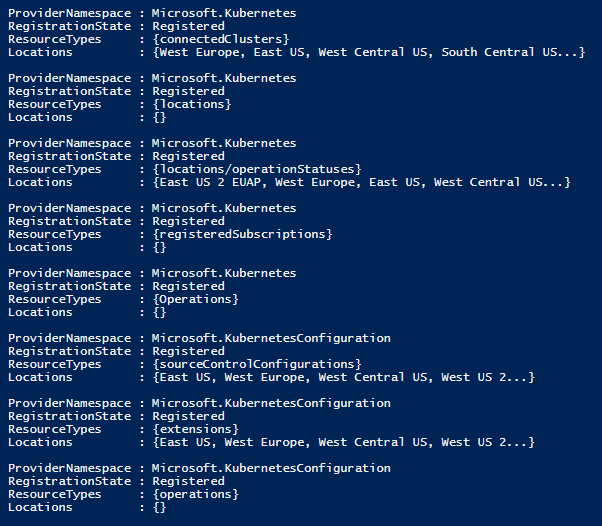 ProviderNamespace : Microsoft.Kubernetes
RegistrationState : Registered
ResourceTypes     : {connectedClusters}
Locations         : {West Europe, East US, West Central US, South Central US...}

ProviderNamespace : Microsoft.Kubernetes
RegistrationState : Registered
ResourceTypes     : {locations}
Locations         : {}

ProviderNamespace : Microsoft.Kubernetes
RegistrationState : Registered
ResourceTypes     : {locations/operationStatuses}
Locations         : {East US 2 EUAP, West Europe, East US, West Central US...}

ProviderNamespace : Microsoft.Kubernetes
RegistrationState : Registered
ResourceTypes     : {registeredSubscriptions}
Locations         : {}

ProviderNamespace : Microsoft.Kubernetes
RegistrationState : Registered
ResourceTypes     : {Operations}
Locations         : {}

ProviderNamespace : Microsoft.KubernetesConfiguration
RegistrationState : Registered
ResourceTypes     : {sourceControlConfigurations}
Locations         : {East US, West Europe, West Central US, West US 2...}

ProviderNamespace : Microsoft.KubernetesConfiguration
RegistrationState : Registered
ResourceTypes     : {extensions}
Locations         : {East US, West Europe, West Central US, West US 2...}

ProviderNamespace : Microsoft.KubernetesConfiguration
RegistrationState : Registered
ResourceTypes     : {operations}
Locations         : {}